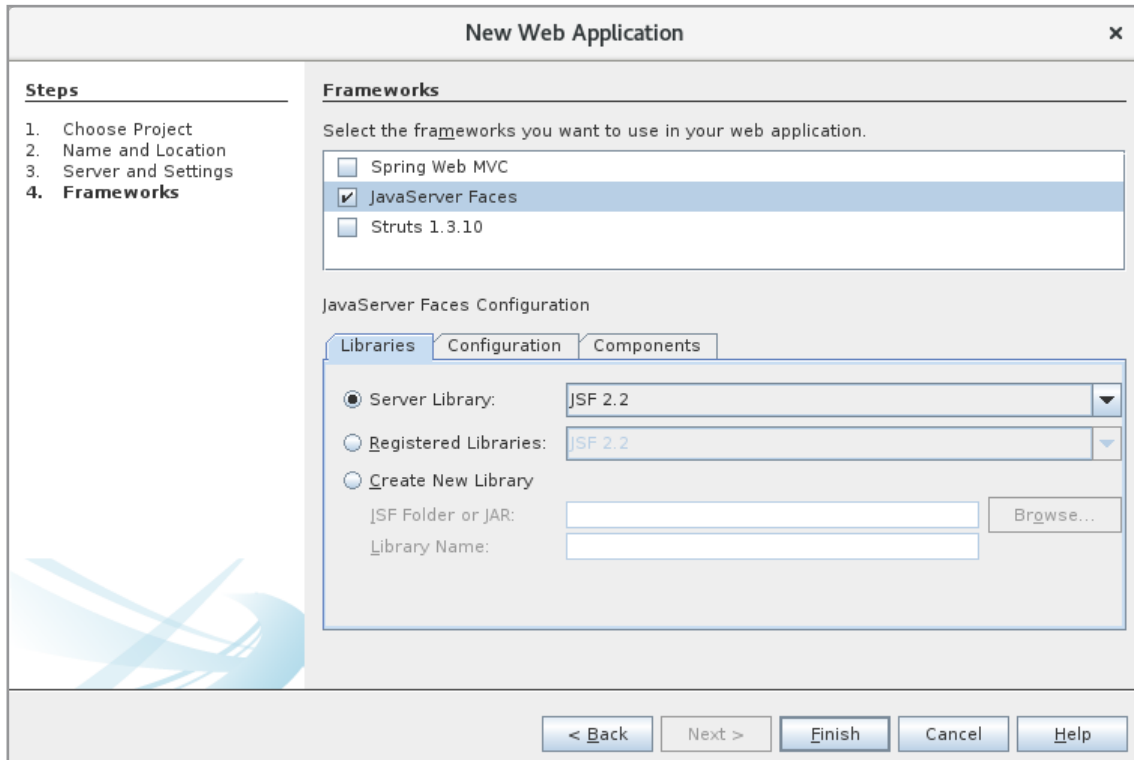 New Web Application
Steps
1. Choose Project
2. Name and Location
3. Server and Settings
4. Frameworks
Frameworks
Select the frameworks you want to use in your web application.
Spring Web MVC
JavaServer Faces
Struts 1.3.10
JavaServer Faces Configuration
Libraries Configuration Components
Server Library: JSF 2.2
Registered Libraries: JSF 2.2
Create New Library
JSF Folder or JAR: Browse...
Library Name:
< Back Next > Finish Cancel Help